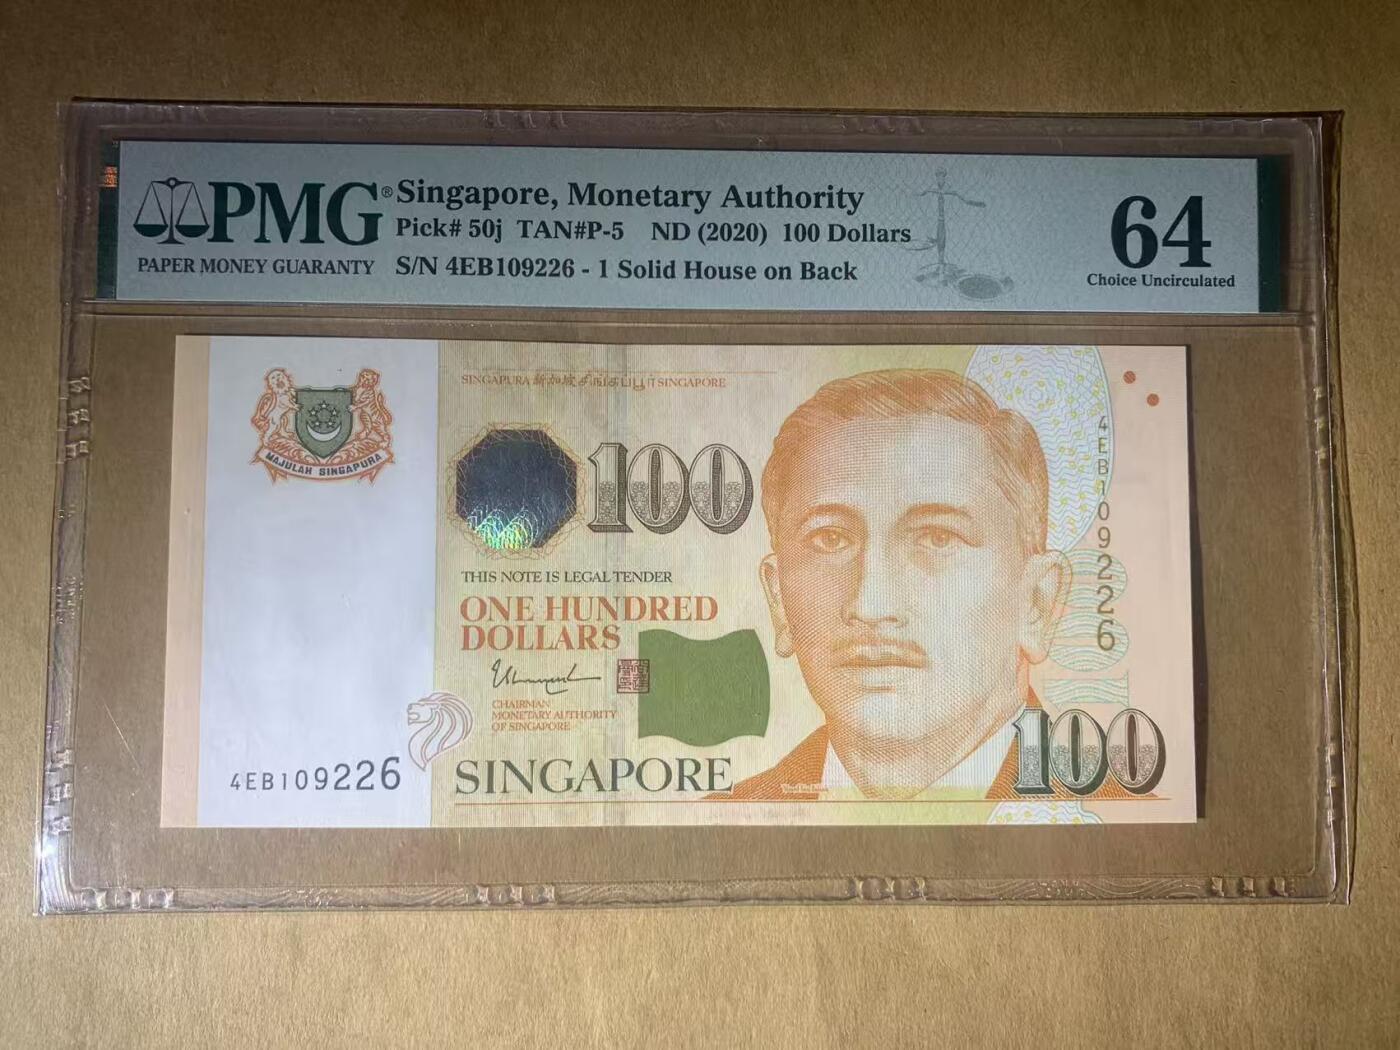 PMG® Singapore, Monetary Authority
Pick# 50j TAN#P-5 ND (2020) 100 Dollars
PAPER MONEY GUARANTY S/N 4EB109226 - 1 Solid House on Back
64
Choice Uncirculated
SINGAPURA 新加坡 சிங்கப்பூர் SINGAPORE
MAJULAH SINGAPURA
100
4EB109226
THIS NOTE IS LEGAL TENDER
ONE HUNDRED
DOLLARS
CHAIRMAN
MONETARY AUTHORITY
OF SINGAPORE
4EB109226
SINGAPORE
100